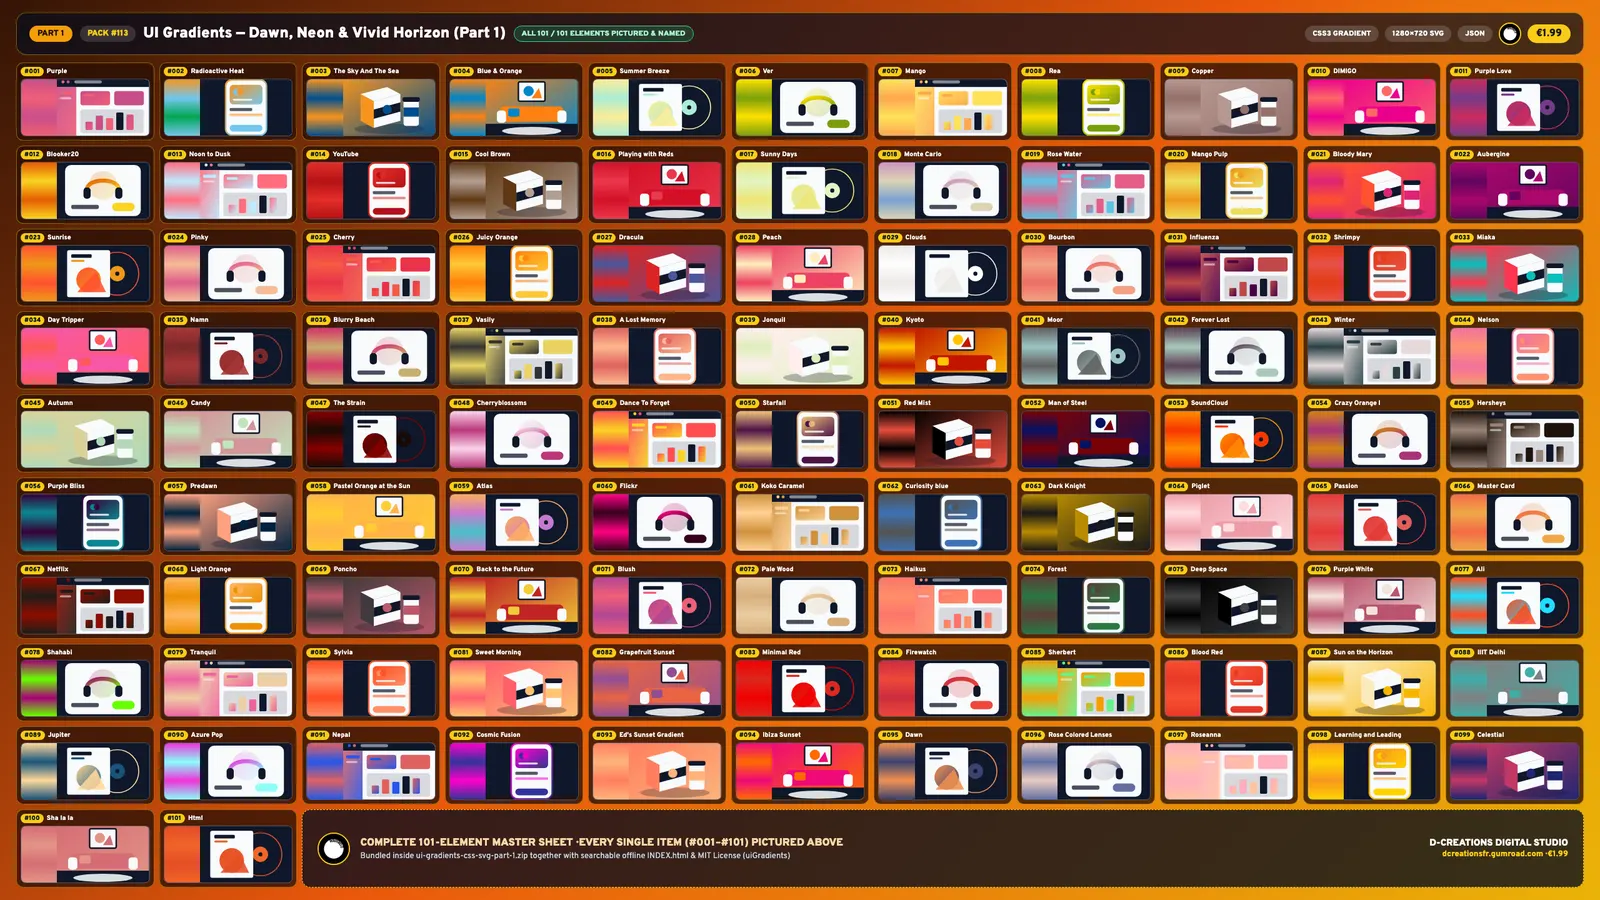 PART 1 PACK #113 UI Gradients – Dawn, Neon & Vivid Horizon (Part 1) ALL 101 / 101 ELEMENTS PICTURED & NAMED CSS3 GRADIENT 1280×720 SVG JSON €1.99
#001 Purple #002 Radioactive Heat #003 The Sky And The Sea #004 Blue & Orange #005 Summer Breeze #006 Ver #007 Mango #008 Rea #009 Copper #010 DIMIGO #011 Purple Love
#012 Blooker20 #013 Neon to Dusk #014 YouTube #015 Cool Brown #016 Playing with Reds #017 Sunny Days #018 Monte Carlo #019 Rose Water #020 Mango Pulp #021 Bloody Mary #022 Aubergine
#023 Sunrise #024 Pinky #025 Cherry #026 Juicy Orange #027 Dracula #028 Peach #029 Clouds #030 Bourbon #031 Influenza #032 Shrimpy #033 Miaka
#034 Day Tripper #035 Namn #036 Blurry Beach #037 Vasily #038 A Lost Memory #039 Jonquil #040 Kyoto #041 Moor #042 Forever Lost #043 Winter #044 Nelson
#045 Autumn #046 Candy #047 The Strain #048 Cherryblossoms #049 Dance To Forget #050 Starfall #051 Red Mist #052 Man of Steel #053 SoundCloud #054 Crazy Orange I #055 Hersheys
#056 Purple Bliss #057 Predawn #058 Pastel Orange at the Sun #059 Atlas #060 Flickr #061 Koko Caramel #062 Curiosity blue #063 Dark Knight #064 Piglet #065 Passion #066 Master Card
#067 Netflix #068 Light Orange #069 Poncho #070 Back to the Future #071 Blush #072 Pale Wood #073 Haikus #074 Forest #075 Deep Space #076 Purple White #077 Ali
#078 Shahabi #079 Tranquil #080 Sylvia #081 Sweet Morning #082 Grapefruit Sunset #083 Minimal Red #084 Firewatch #085 Sherbert #086 Blood Red #087 Sun on the Horizon #088 IIIT Delhi
#089 Jupiter #090 Azure Pop #091 Nepal #092 Cosmic Fusion #093 Ed's Sunset Gradient #094 Ibiza Sunset #095 Dawn #096 Rose Colored Lenses #097 Roseanna #098 Learning and Leading #099 Celestial
#100 Sha la la #101 Html
COMPLETE 101-ELEMENT MASTER SHEET · EVERY SINGLE ITEM (#001–#101) PICTURED ABOVE
Bundled inside ui-gradients-css-svg-part-1.zip together with searchable offline INDEX.html & MIT License (uiGradients)
D-CREATIONS DIGITAL STUDIO
dcreationsfr.gumroad.com · €1.99